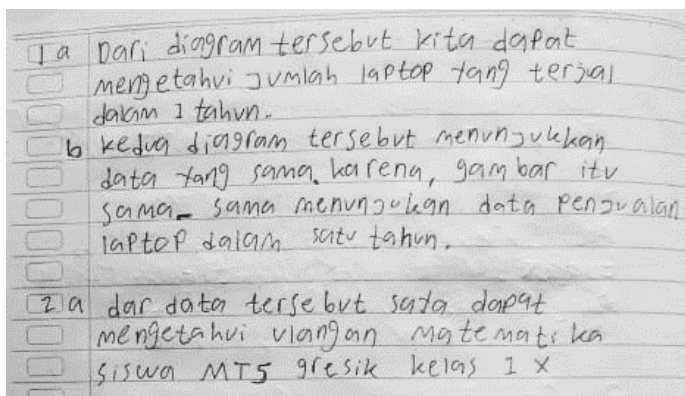 1 a Dari diagram tersebut kita dapat
mengetahui jumlah laptop yang terjal
dalam 1 tahun.
b kedua diagram tersebut menunjukkan
data yang sama. karena, gambar itu
sama-sama menunjukan data penjualan
laptop dalam satu tahun.
2 a dar data tersebut saya dapat
mengetahui ulangan matematika
siswa MTS gresik kelas I X